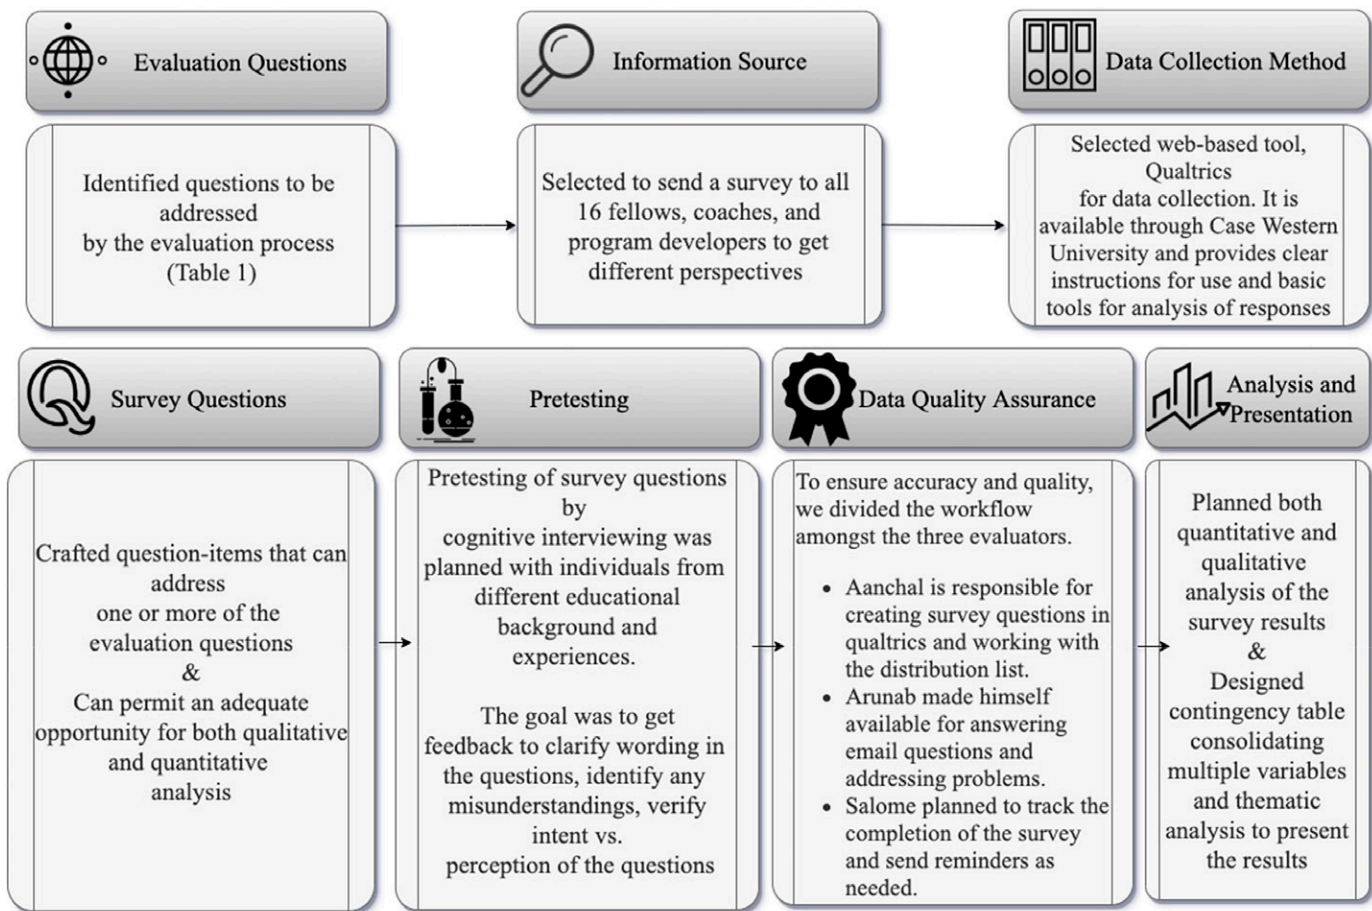 Evaluation Questions
Identified questions to be
addressed
by the evaluation process
(Table 1)
Information Source
Selected to send a survey to all
16 fellows, coaches, and
program developers to get
different perspectives
Data Collection Method
Selected web-based tool,
Qualtrics
for data collection. It is
available through Case Western
University and provides clear
instructions for use and basic
tools for analysis of responses
Survey Questions
Crafted question-items that can
address
one or more of the
evaluation questions
&
Can permit an adequate
opportunity for both qualitative
and quantitative
analysis
Pretesting
Pretesting of survey questions
by
cognitive interviewing was
planned with individuals from
different educational
background and
experiences.
The goal was to get
feedback to clarify wording in
the questions, identify any
misunderstandings, verify
intent vs.
perception of the questions
Data Quality Assurance
To ensure accuracy and quality,
we divided the workflow
amongst the three evaluators.
• Aanchal is responsible for
creating survey questions in
qualtrics and working with
the distribution list.
• Arunab made himself
available for answering
email questions and
addressing problems.
• Salome planned to track the
completion of the survey
and send reminders as
needed.
Analysis and
Presentation
Planned both
quantitative and
qualitative
analysis of the
survey results
&
Designed
contingency table
consolidating
multiple variables
and thematic
analysis to present
the results